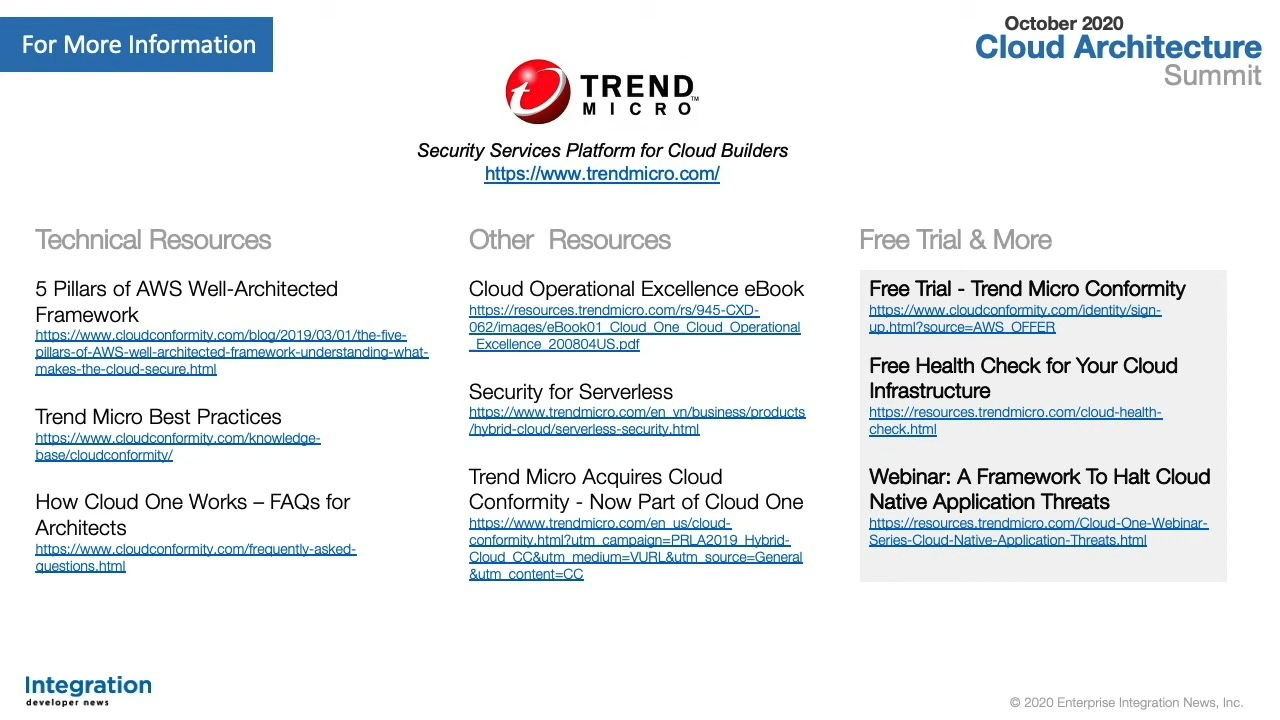 For More Information
October 2020
Cloud Architecture
Summit
TREND
MICRO™
Security Services Platform for Cloud Builders
https://www.trendmicro.com/
Technical Resources
5 Pillars of AWS Well-Architected
Framework
https://www.cloudconformity.com/blog/2019/03/01/the-five-
pillars-of-AWS-well-architected-framework-understanding-what-
makes-the-cloud-secure.html
Trend Micro Best Practices
https://www.cloudconformity.com/knowledge-
base/cloudconformity/
How Cloud One Works – FAQs for
Architects
https://www.cloudconformity.com/frequently-asked-
questions.html
Other Resources
Cloud Operational Excellence eBook
https://resources.trendmicro.com/rs/945-CXD-
062/images/eBook01_Cloud_One_Cloud_Operational
_Excellence_200804US.pdf
Security for Serverless
https://www.trendmicro.com/en_vn/business/products
/hybrid-cloud/serverless-security.html
Trend Micro Acquires Cloud
Conformity - Now Part of Cloud One
https://www.trendmicro.com/en_us/cloud-
conformity.html?utm_campaign=PRLA2019_Hybrid-
Cloud_CC&utm_medium=VURL&utm_source=General
&utm_content=CC
Free Trial & More
Free Trial - Trend Micro Conformity
https://www.cloudconformity.com/identity/sign-
up.html?source=AWS_OFFER
Free Health Check for Your Cloud
Infrastructure
https://resources.trendmicro.com/cloud-health-
check.html
Webinar: A Framework To Halt Cloud
Native Application Threats
https://resources.trendmicro.com/Cloud-One-Webinar-
Series-Cloud-Native-Application-Threats.html
Integration
developer news
© 2020 Enterprise Integration News, Inc.